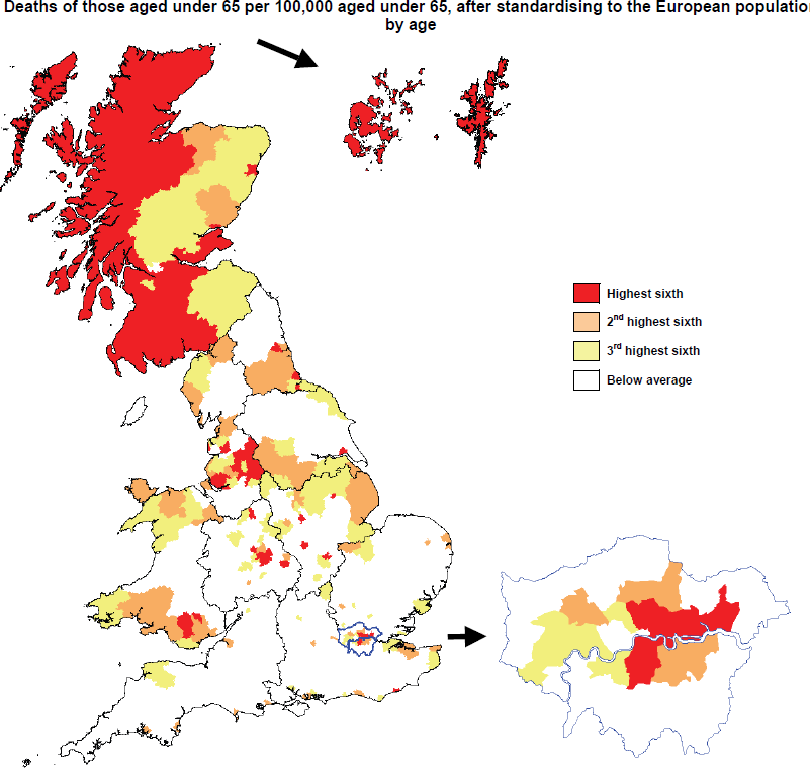 Deaths of those aged under 65 per 100,000 aged under 65, after standardising to the European population
by age
Highest sixth
2nd highest sixth
3rd highest sixth
Below average